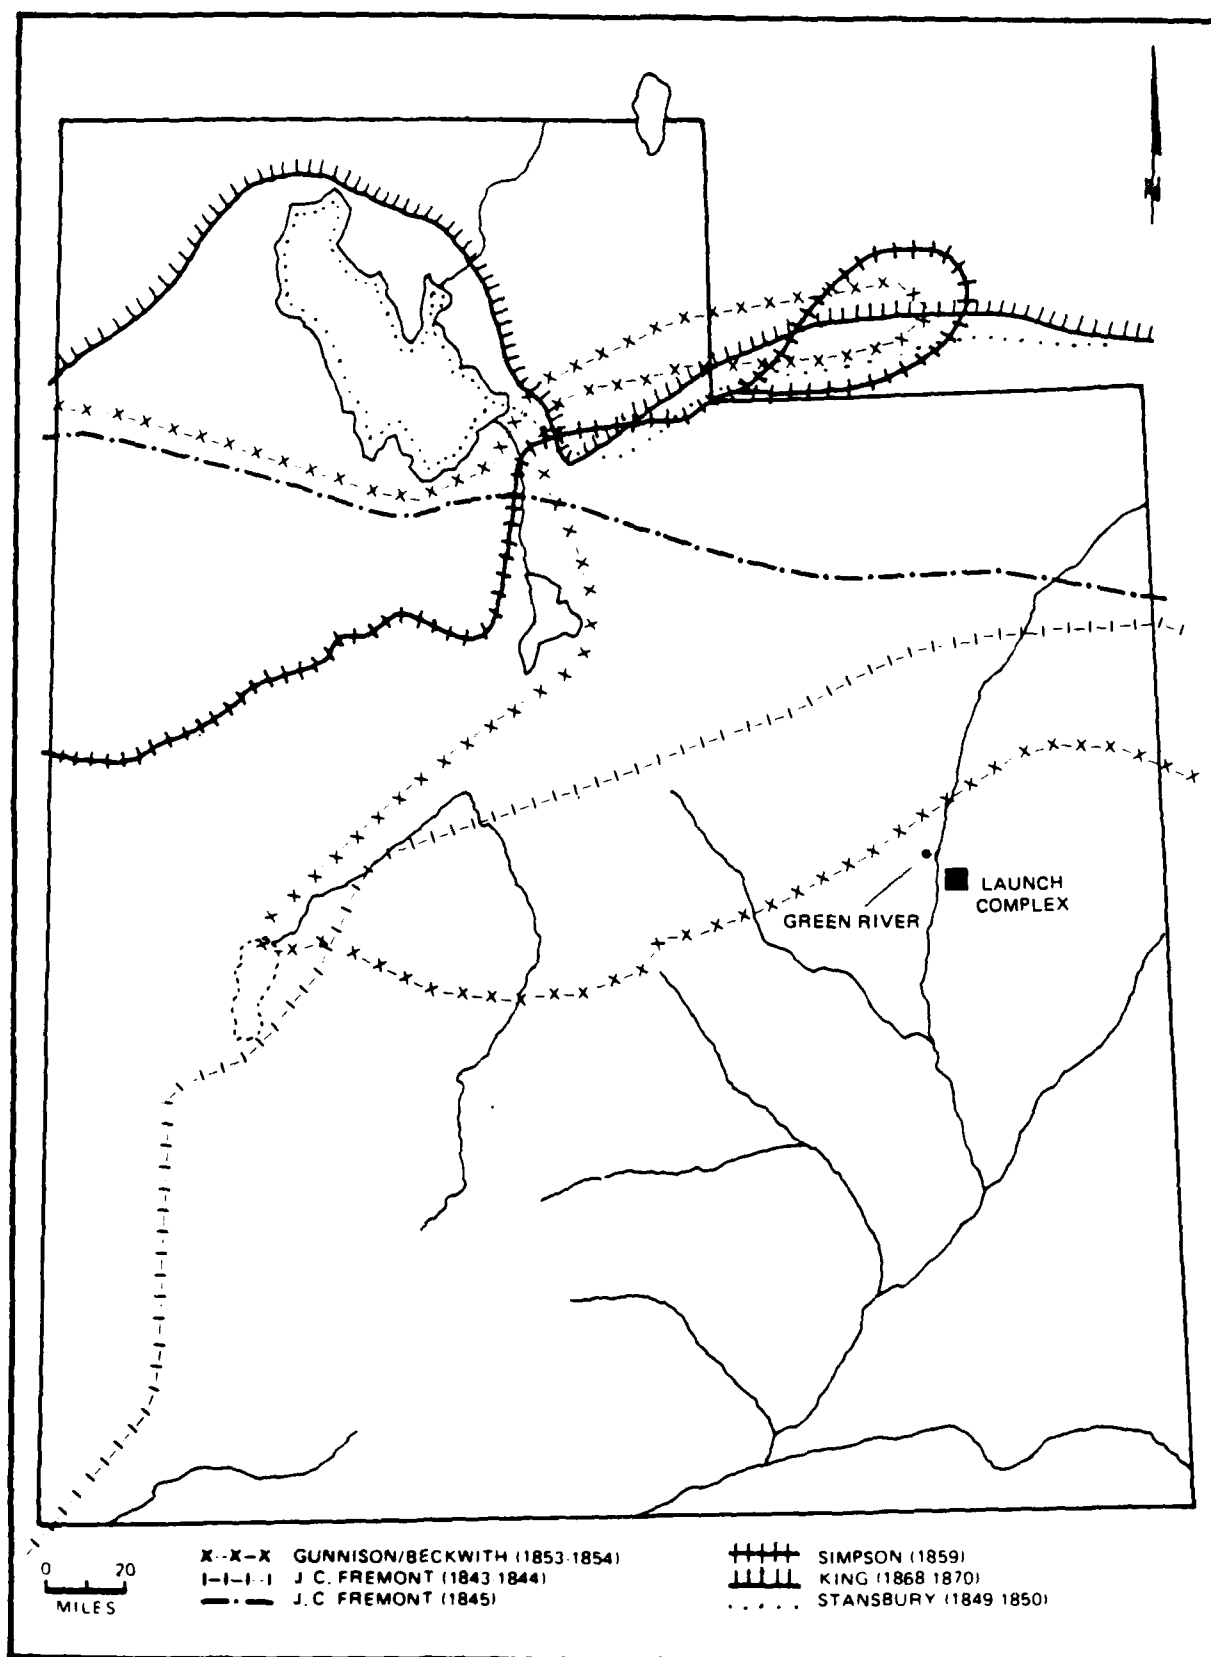 N
LAUNCH
COMPLEX
GREEN RIVER
0 20
MILES
X--X-X GUNNISON/BECKWITH (1853-1854)
J.C. FREMONT (1843-1844)
J.C FREMONT (1845)
SIMPSON (1859)
KING (1868-1870)
STANSBURY (1849-1850)